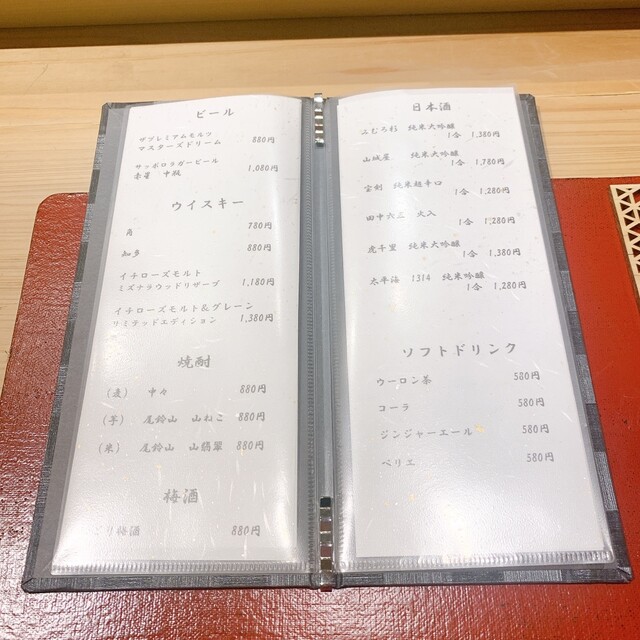 ビール
ザプレミアムモルツ
マスターズドリーム 880円
サッポロラガービール
赤星 中瓶 1,080円
ウイスキー
角 780円
知多 880円
イチローズモルト
ミズナラウッドリザーブ 1,180円
イチローズモルト&グレーン
リミテッドエディション 1,380円
焼酎
(麦) 中々 880円
(芋) 尾鈴山 山ねこ 880円
(米) 尾鈴山 山翡翠 880円
梅酒
梅酒 880円
日本酒
みむろ杉 純米大吟醸
1合 1,380円
山城屋 純米大吟醸
1合 1,780円
宝剣 純米超辛口
1合 1,280円
田中六五 火入
1合 1,280円
虎千里 純米大吟醸
1合 1,380円
太平海 1314 純米吟醸
1合 1,280円
ソフトドリンク
ウーロン茶 580円
コーラ 580円
ジンジャーエール 580円
ペリエ 580円